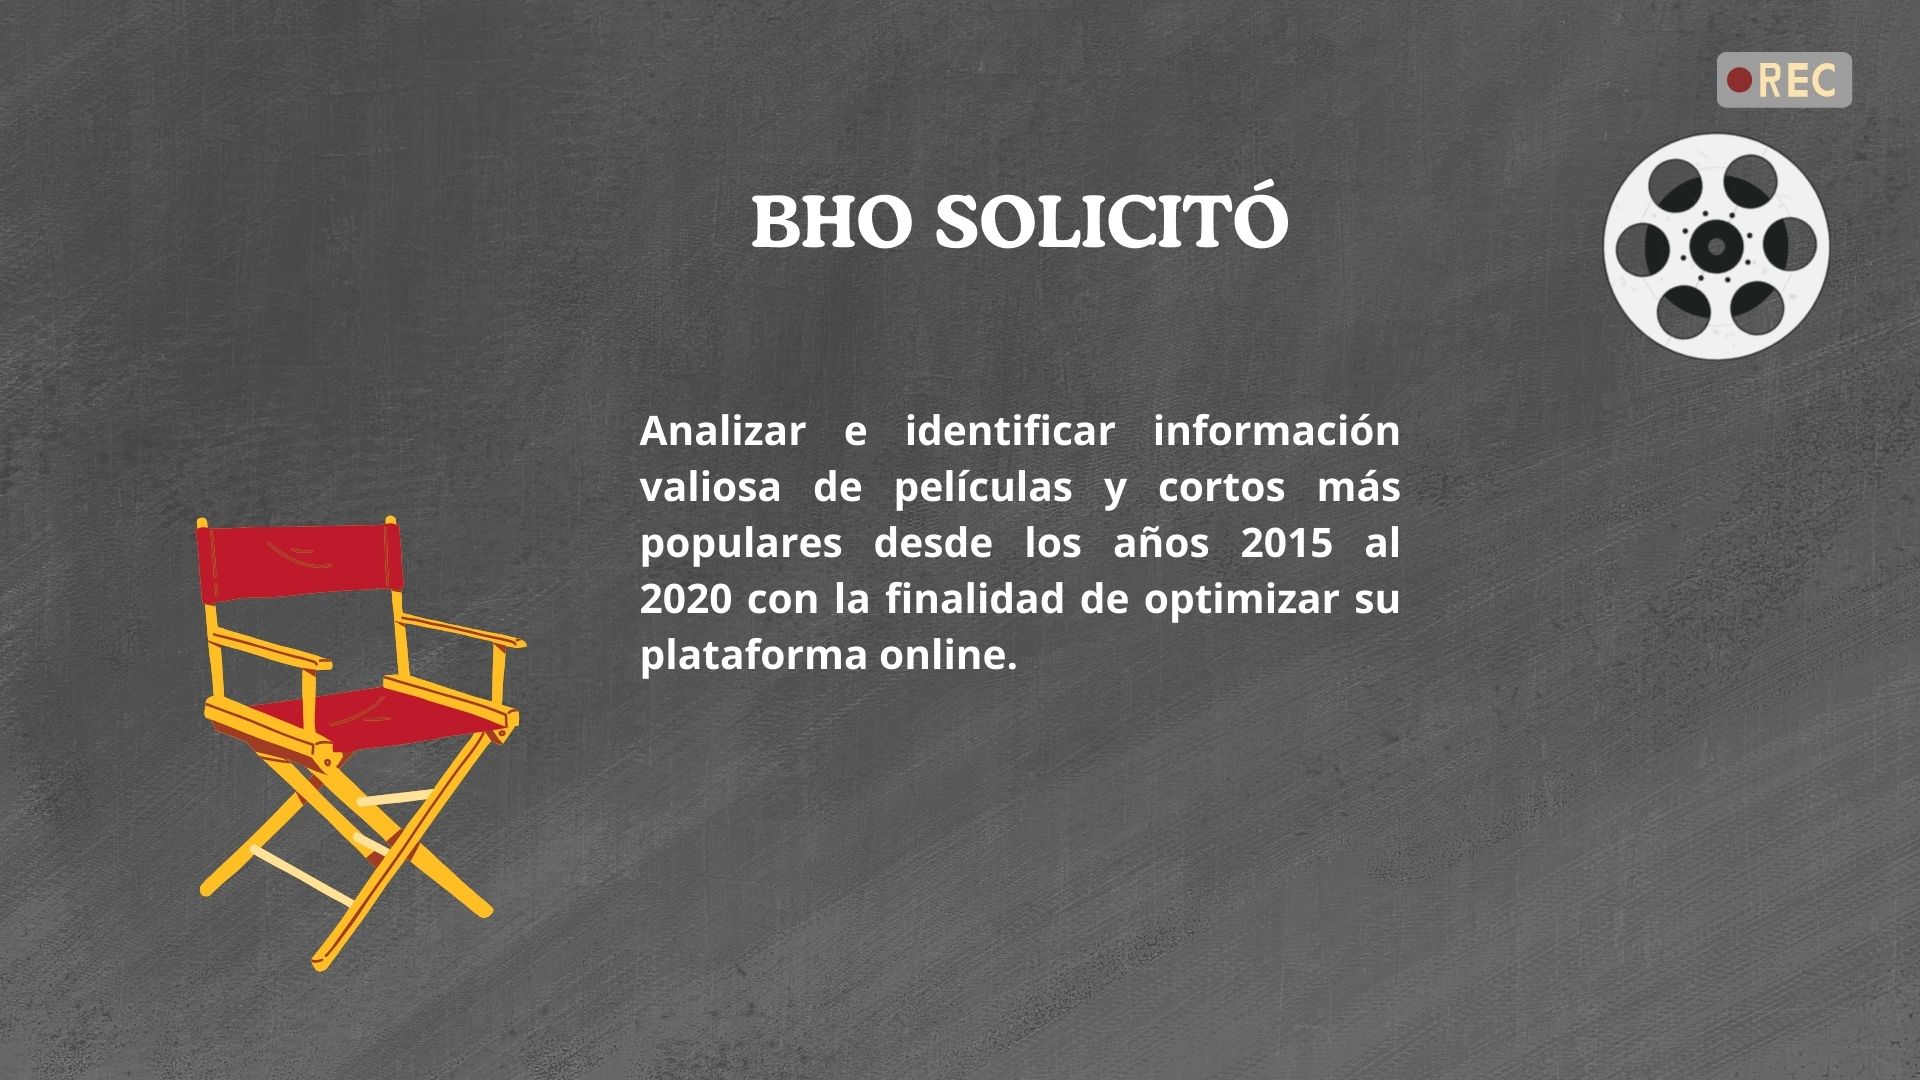 REC
BHO SOLICITÓ
Analizar e identificar información
valiosa de películas y cortos más
populares desde los años 2015 al
2020 con la finalidad de optimizar su
plataforma online.